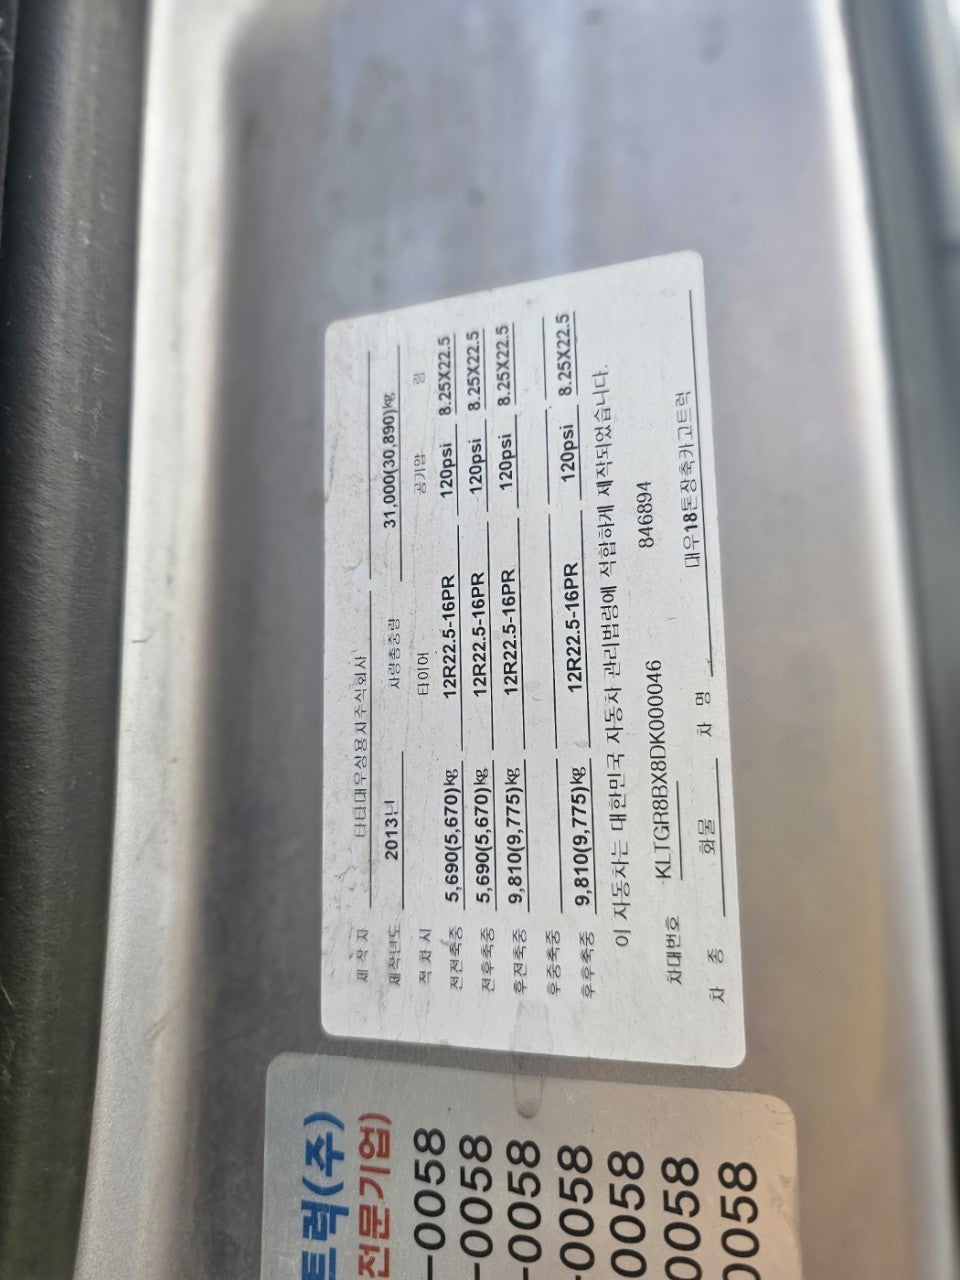 제 작 자 타타대우상용차주식회사
제작년도 2013년 차량총중량 31,000(30,890)kg
적 차 시 타이어 공기압 림
전전축중 5,690(5,670)kg 12R22.5-16PR 120psi 8.25X22.5
전후축중 5,690(5,670)kg 12R22.5-16PR 120psi 8.25X22.5
후전축중 9,810(9,775)kg 12R22.5-16PR 120psi 8.25X22.5
후중축중
후후축중 9,810(9,775)kg 12R22.5-16PR 120psi 8.25X22.5
이 자동차는 대한민국 자동차 관리법령에 적합하게 제작되었습니다.
차대번호 KLTGR8BX8DK000046 846894
차 종 화물 차 명 대우18톤장축카고트럭
트럭(주)
전문기업)
-0058
-0058
-0058
-0058
0058
0058
0058